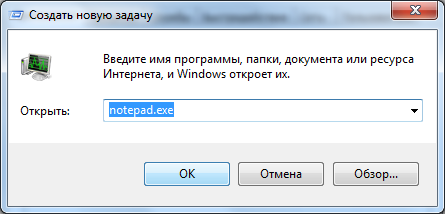 Создать новую задачу
Введите имя программы, папки, документа или ресурса
Интернета, и Windows откроет их.
Открыть:
notepad.exe
OK
Отмена
Обзор...